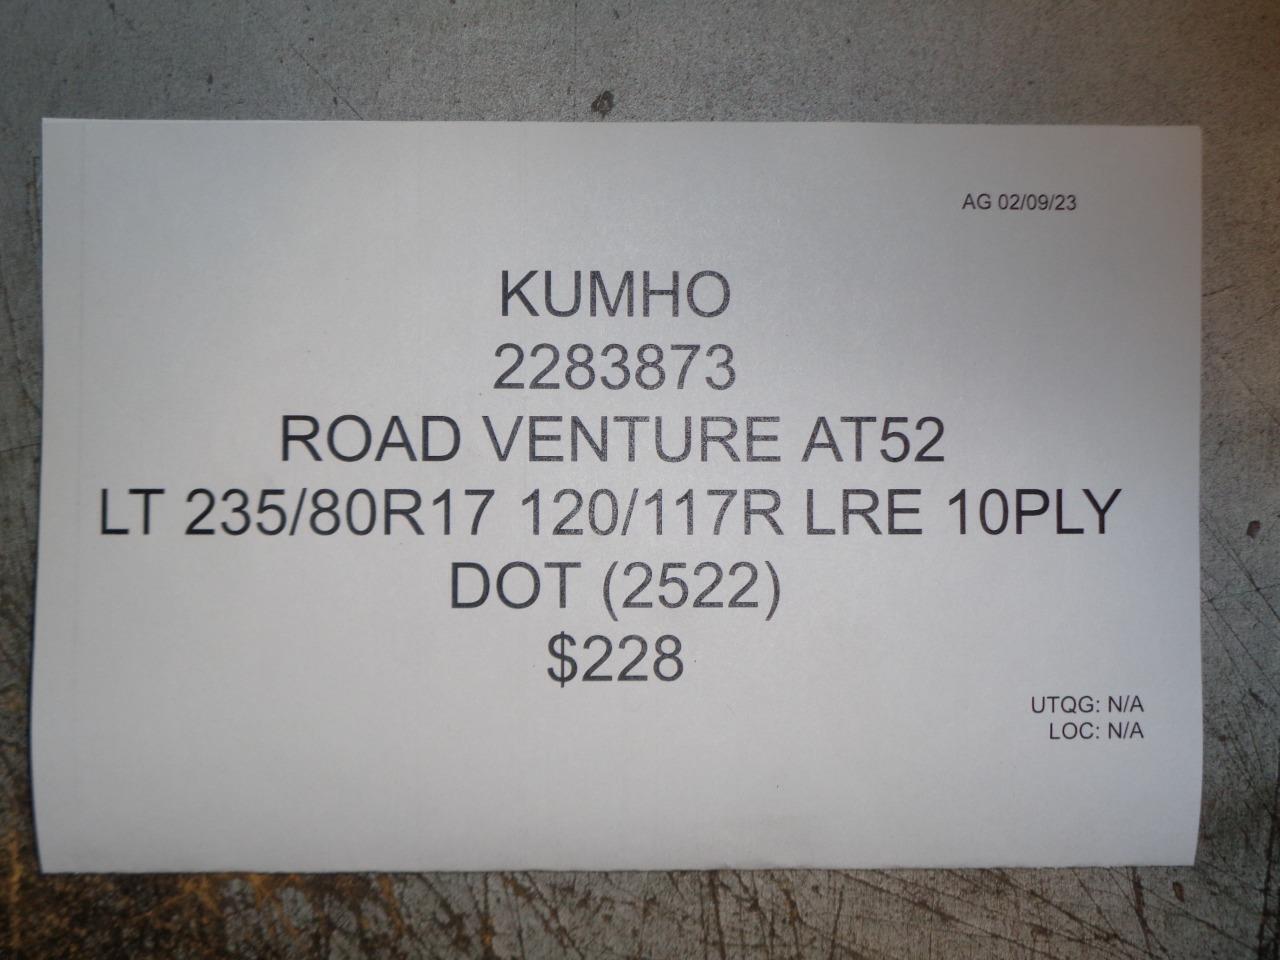 AG 02/09/23
KUMHO
2283873
ROAD VENTURE AT52
LT 235/80R17 120/117R LRE 10PLY
DOT (2522)
$228
UTQG: N/A
LOC: N/A